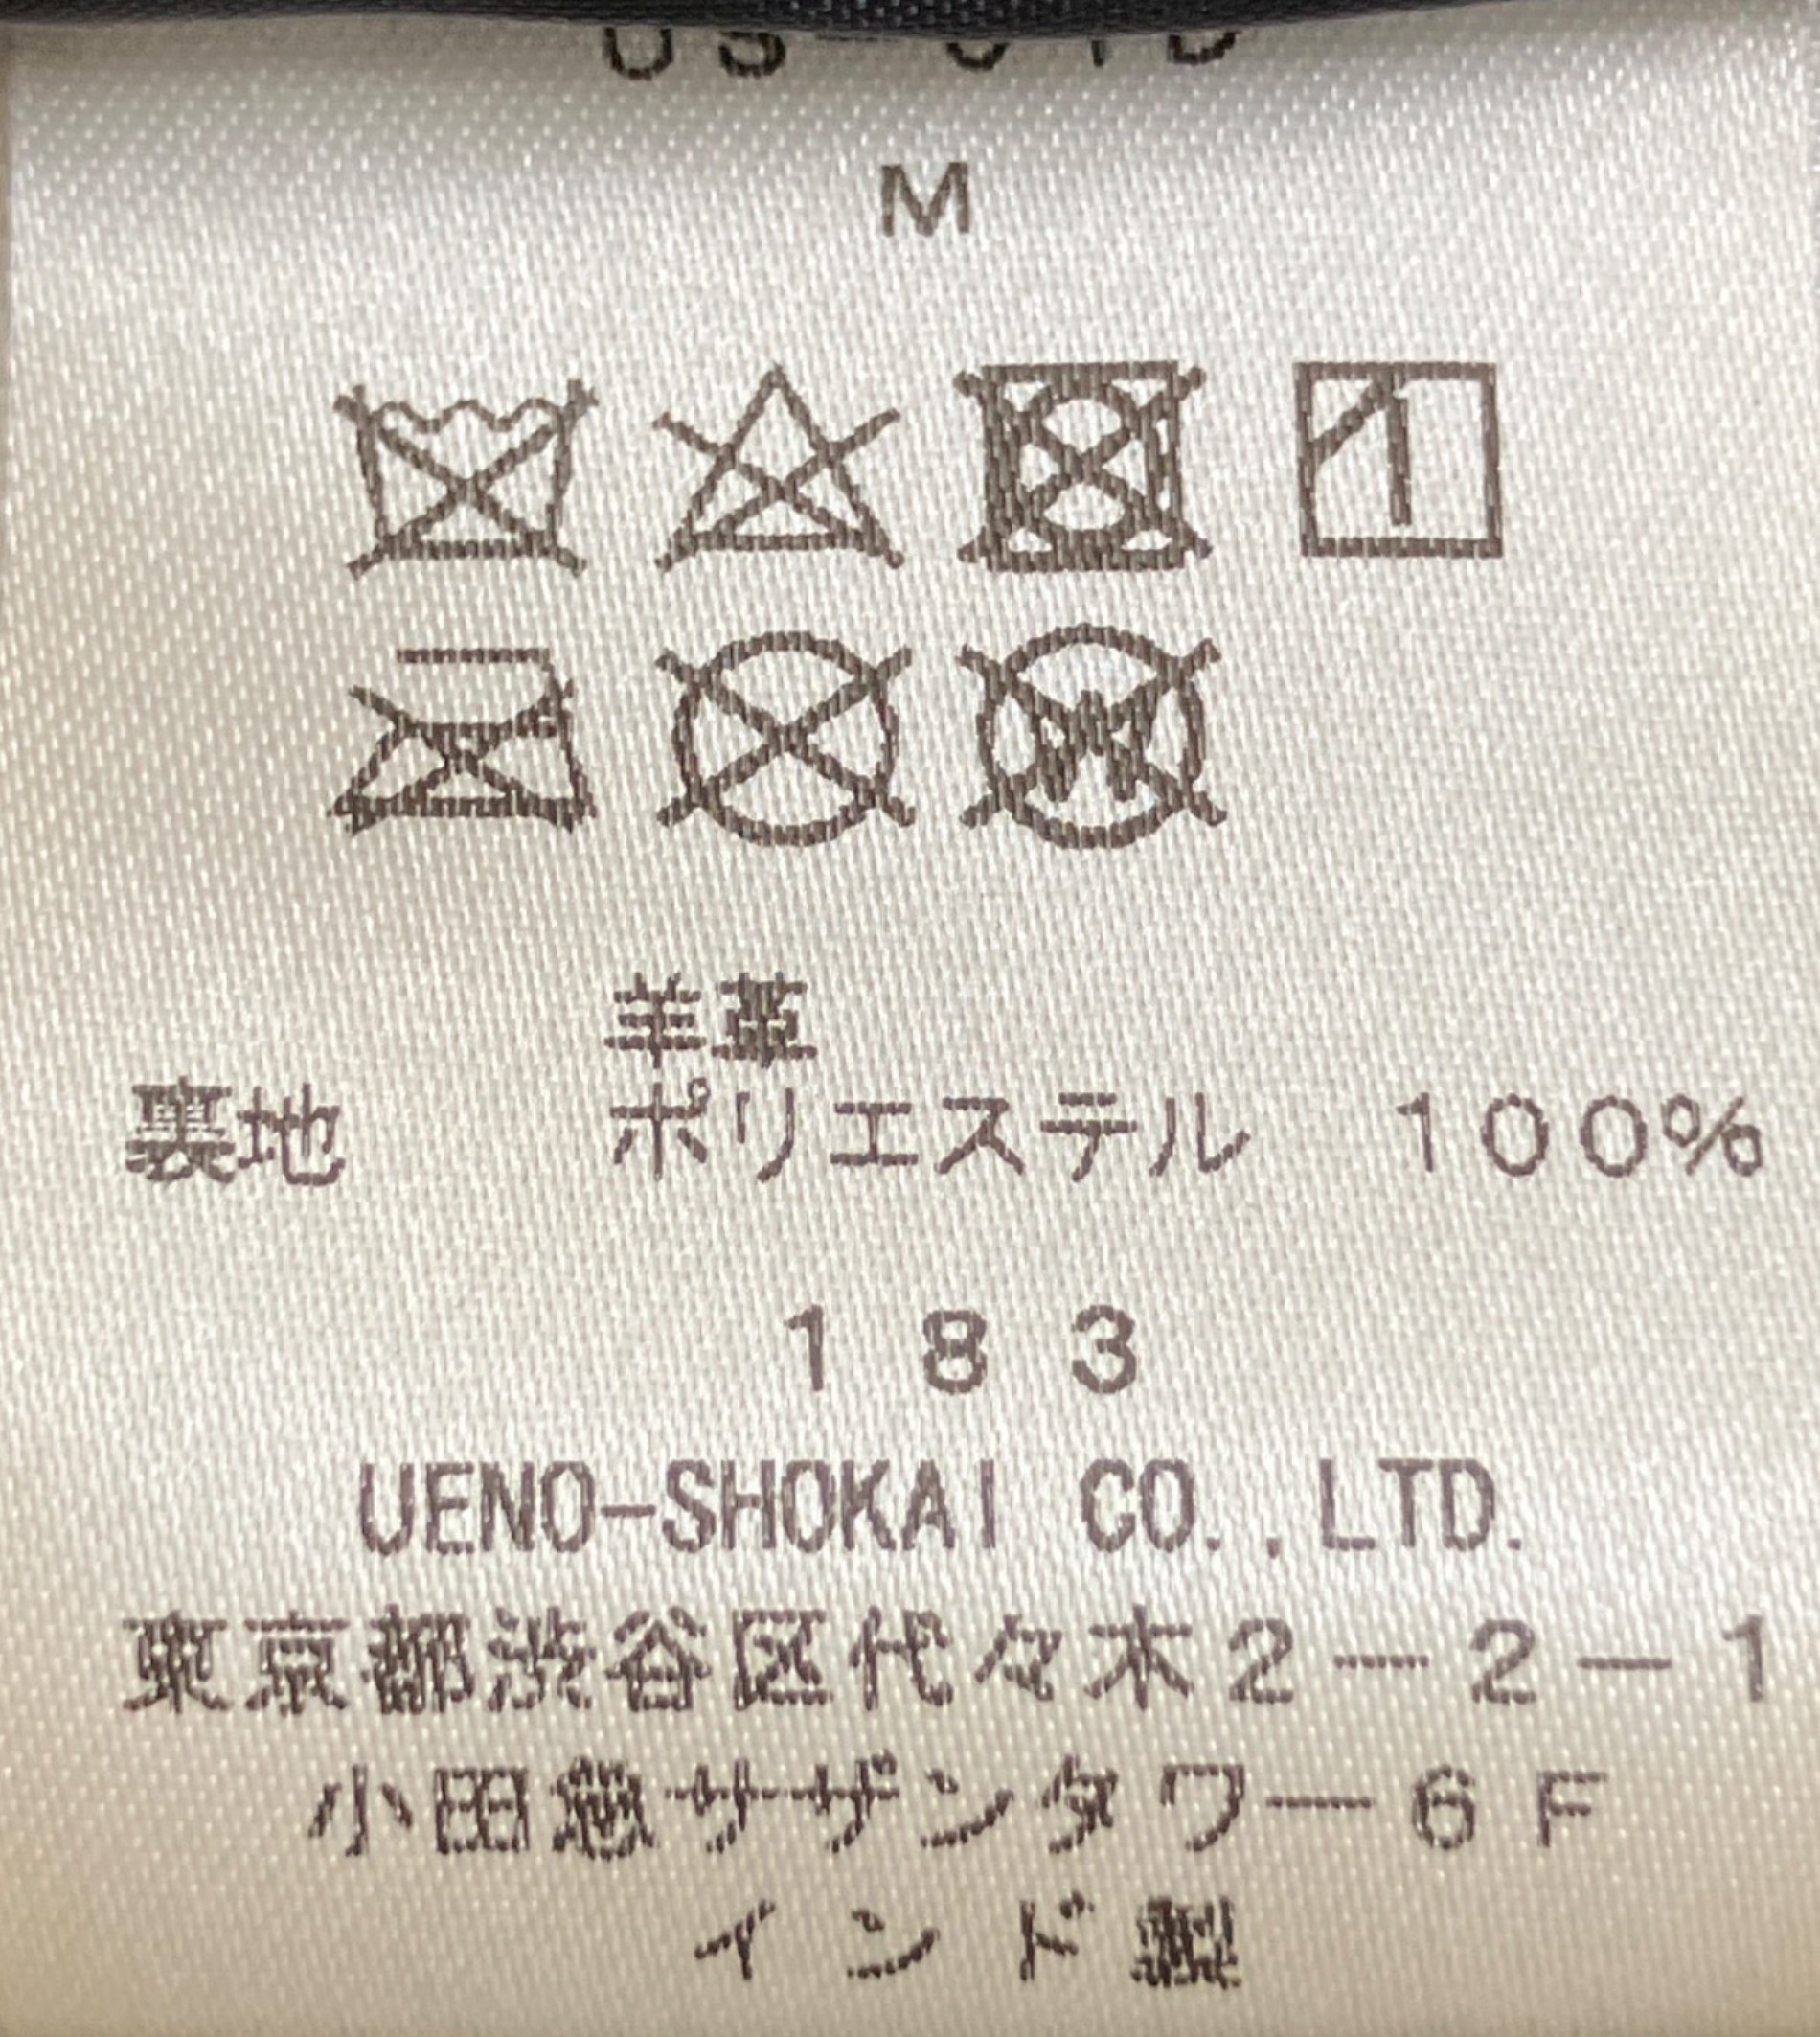 M
羊革
裏地 ポリエステル 100%
183
UENO-SHOKAI CO.,LTD.
東京都渋谷区代々木2-2-1
小田急サザンタワー6F
インド製